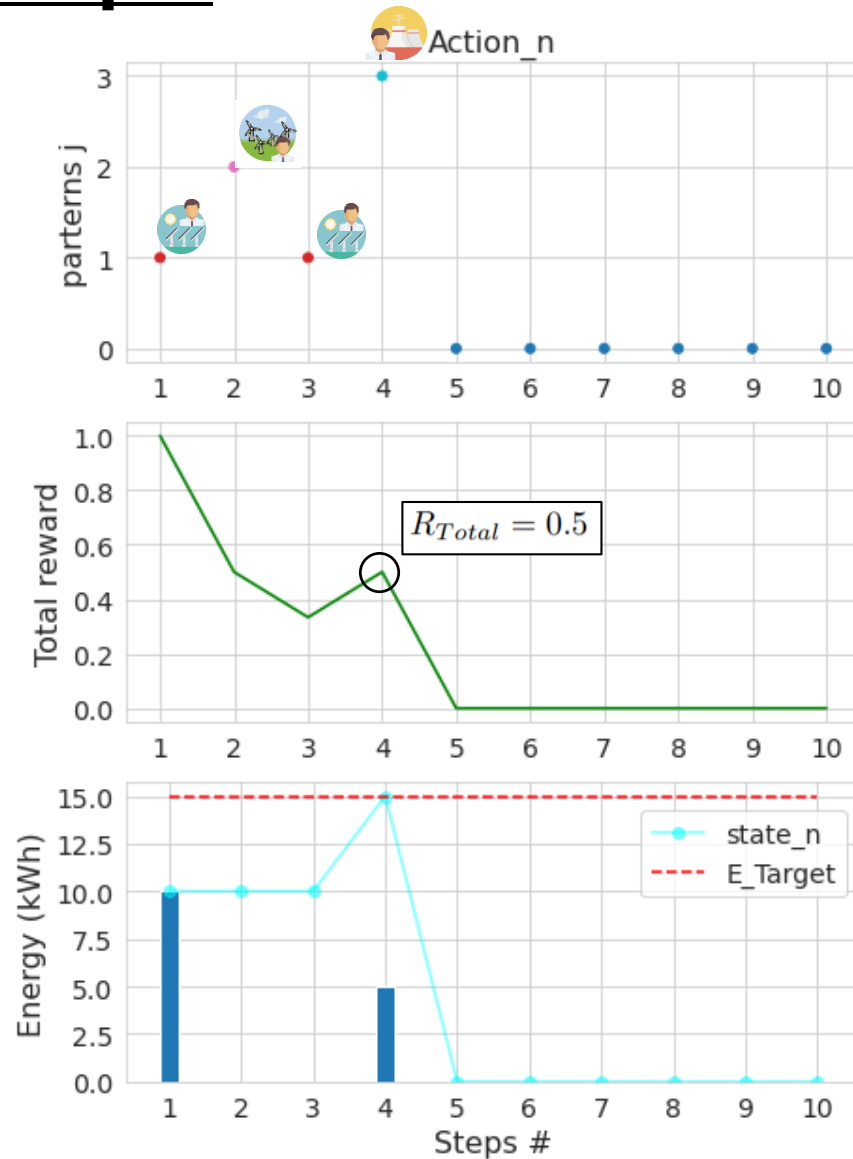 Action_n
parterns j
3
2
1
0
1 2 3 4 5 6 7 8 9 10
Total reward
1.0
0.8
0.6
0.4
0.2
0.0
R_{Total} = 0.5
1 2 3 4 5 6 7 8 9 10
Energy (kWh)
15.0
12.5
10.0
7.5
5.0
2.5
0.0
state_n
E_Target
1 2 3 4 5 6 7 8 9 10
Steps #